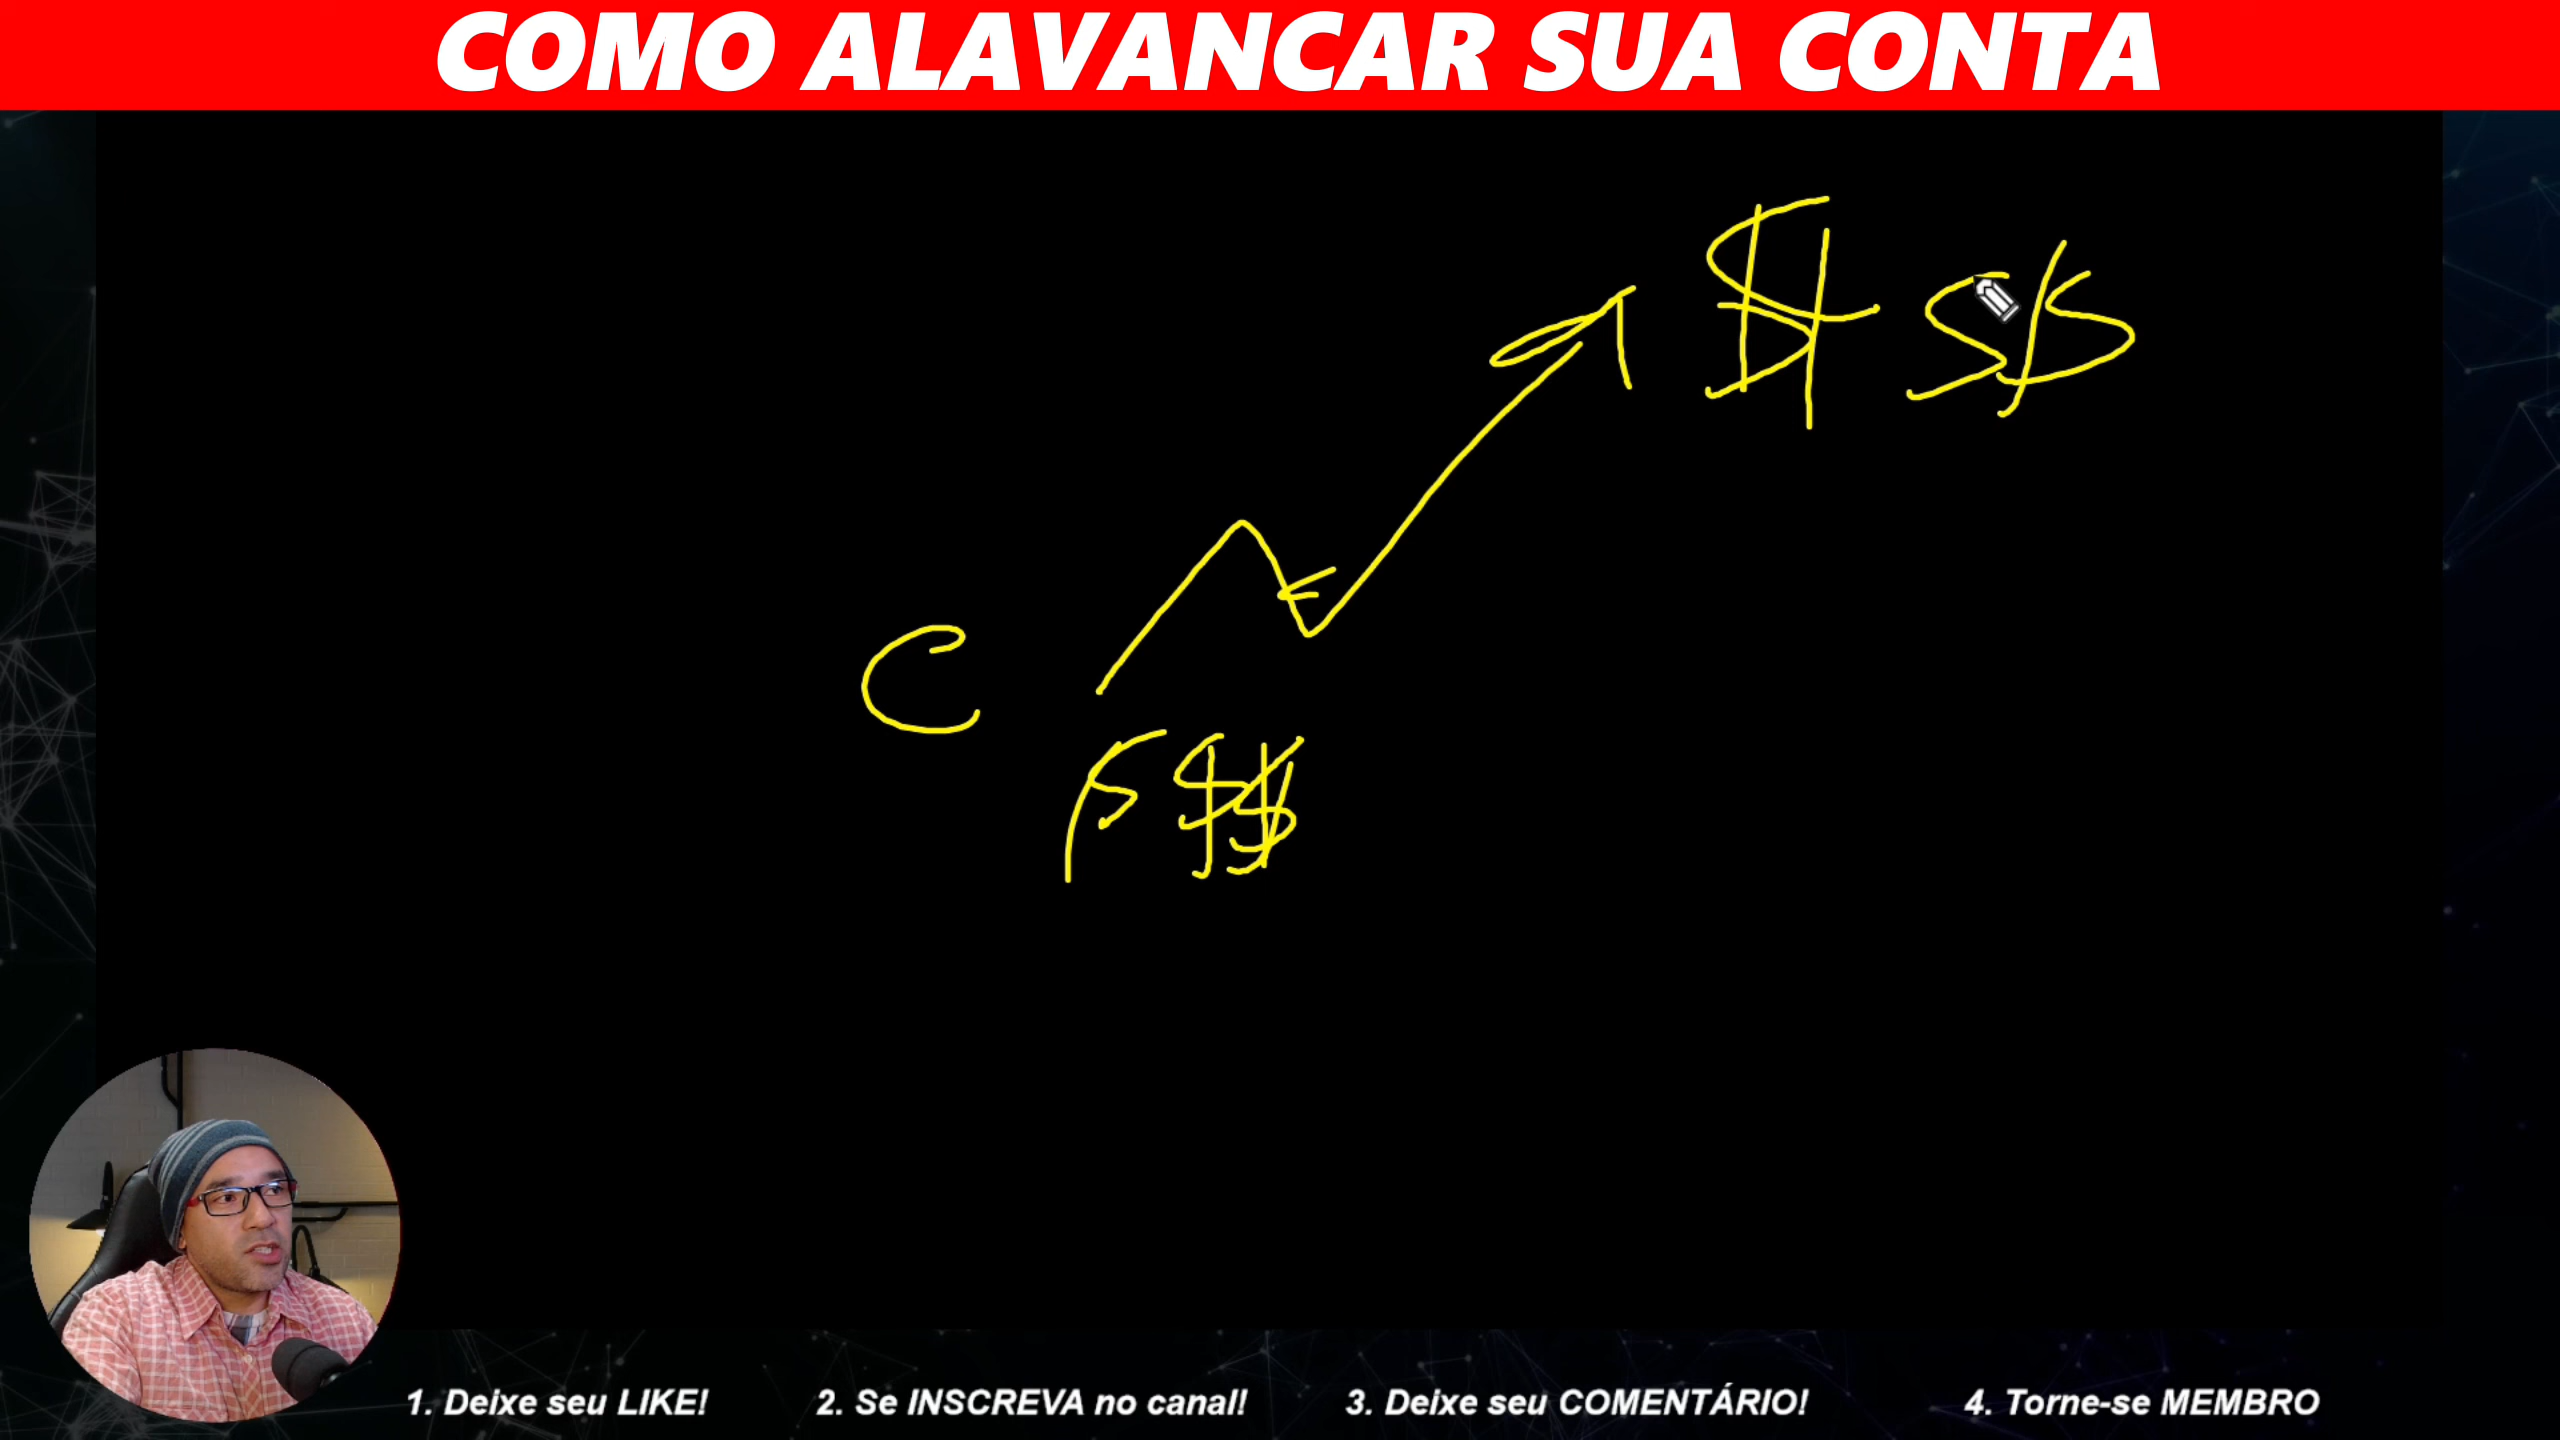 COMO ALAVANCAR SUA CONTA
$ $ $
C
$ $ $
1. Deixe seu LIKE! 2. Se INSCREVA no canal! 3. Deixe seu COMENTÁRIO! 4. Torne-se MEMBRO